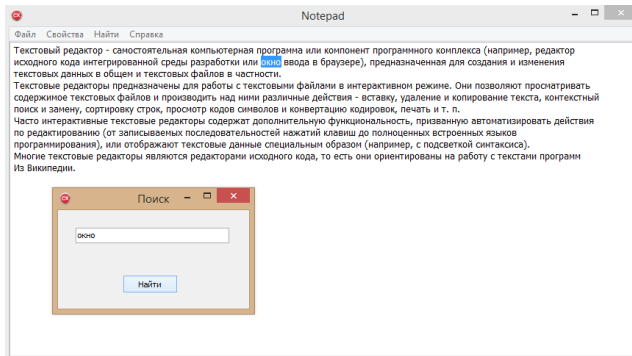 Notepad
Файл Свойства Найти Справка
Текстовый редактор - самостоятельная компьютерная программа или компонент программного комплекса (например, редактор
исходного кода интегрированной среды разработки или окно ввода в браузере), предназначенная для создания и изменения
текстовых данных в общем и текстовых файлов в частности.
Текстовые редакторы предназначены для работы с текстовыми файлами в интерактивном режиме. Они позволяют просматривать
содержимое текстовых файлов и производить над ними различные действия - вставку, удаление и копирование текста, контекстный
поиск и замену, сортировку строк, просмотр кодов символов и конвертацию кодировок, печать и т. п.
Часто интерактивные текстовые редакторы содержат дополнительную функциональность, призванную автоматизировать действия
по редактированию (от записываемых последовательностей нажатий клавиш до полноценных встроенных языков
программирования), или отображают текстовые данные специальным образом (например, с подсветкой синтаксиса).
Многие текстовые редакторы являются редакторами исходного кода, то есть они ориентированы на работу с текстами программ
Из Википедии.
Поиск
окно
Найти